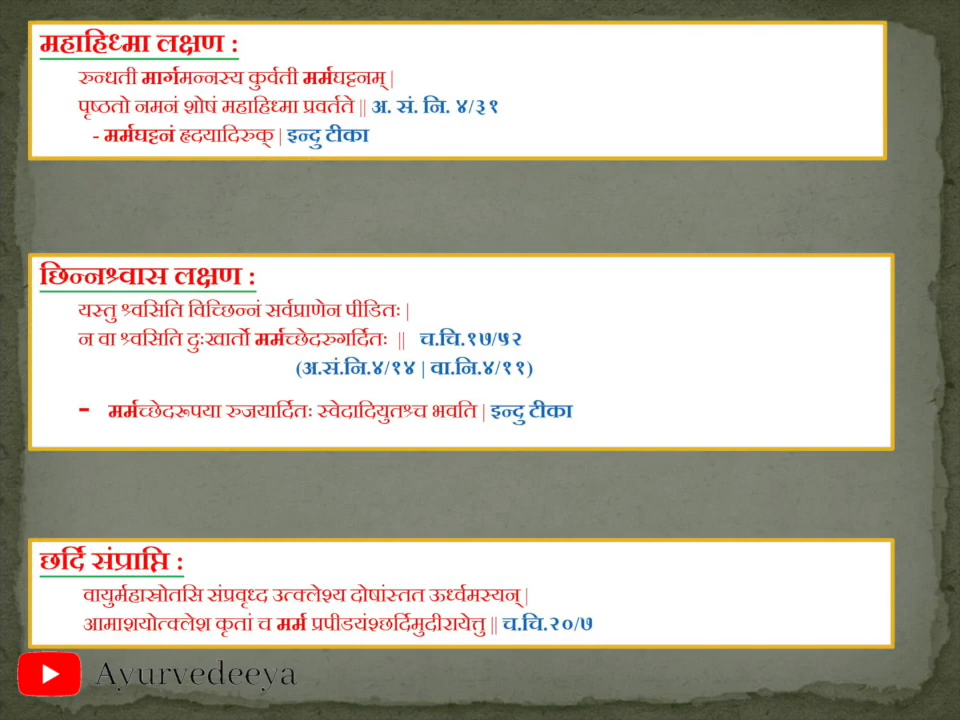 महाहिध्मा लक्षण :
रुन्धती मार्गमन्नस्य कुर्वती मर्मघट्टनम् |
पृष्ठतो नमनं शोषं महाहिध्मा प्रवर्तते || अ. सं. नि. ४/३१
- मर्मघट्टनं हृदयादिरुक् | इन्दु टीका
छिन्नश्वास लक्षण :
यस्तु श्वसिति विच्छिन्नं सर्वप्राणेन पीडितः |
न वा श्वसिति दुःखार्तो मर्मच्छेदरुगर्दितः || च.चि.१७/५२
(अ.सं.नि.४/१४ | वा.नि.४/११)
- मर्मच्छेदरूपया रुजयार्दितः स्वेदादियुतश्च भवति | इन्दु टीका
छर्दि संप्राप्ति :
वायुर्महास्रोतसि संप्रवृध्द उत्क्लेश्य दोषांस्तत ऊर्ध्वमस्यन् |
आमाशयोत्क्लेश कृतां च मर्म प्रपीडयंश्छर्दिमुदीरायेत्तु || च.चि.२०/७
Ayurvedeeya